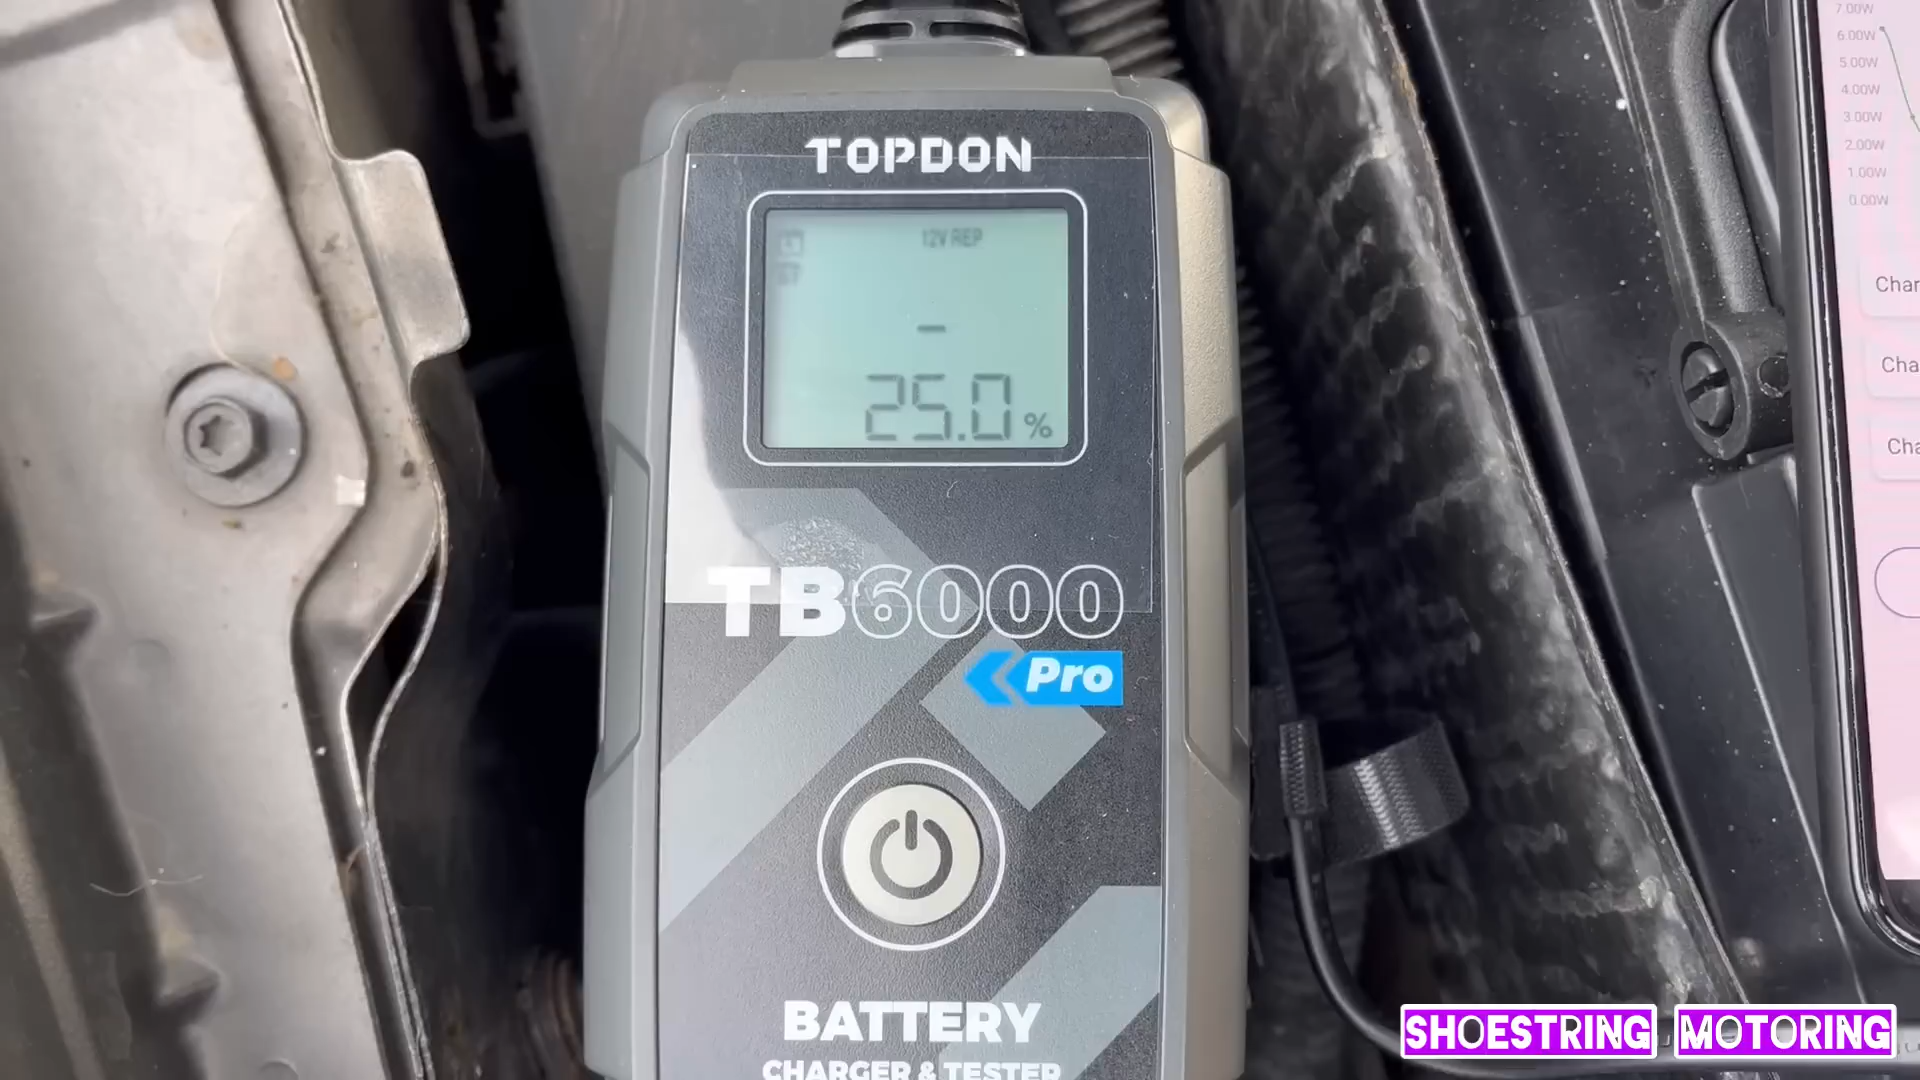 TOPDON
12V REP
-
25.0 %
TB6000
Pro
BATTERY
CHARGER & TESTER
7.00W
6.00W
5.00W
4.00W
3.00W
2.00W
1.00W
0.00W
Char
Cha
Cha
SHOESTRING MOTORING